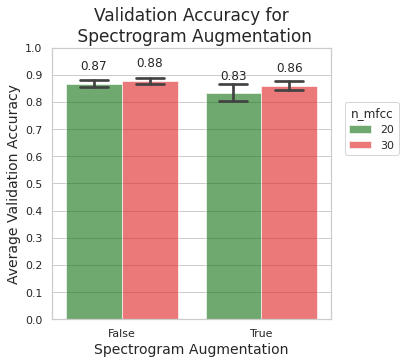 Validation Accuracy for
Spectrogram Augmentation
Average Validation Accuracy
1.0
0.9
0.8
0.7
0.6
0.5
0.4
0.3
0.2
0.1
0.0
0.87
0.88
0.83
0.86
n_mfcc
20
30
False
True
Spectrogram Augmentation